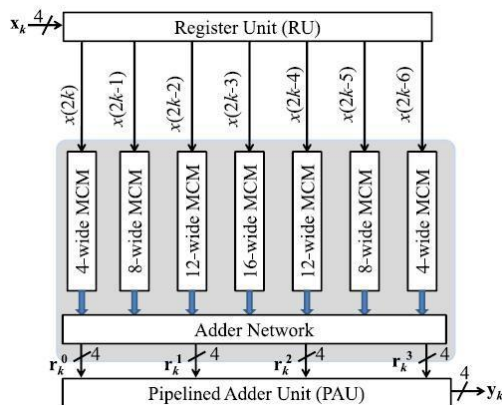 x_k 4
Register Unit (RU)
x(2k) x(2k-1) x(2k-2) x(2k-3) x(2k-4) x(2k-5) x(2k-6)
4-wide MCM 8-wide MCM 12-wide MCM 16-wide MCM 12-wide MCM 8-wide MCM 4-wide MCM
Adder Network
r_k^0 4 r_k^1 4 r_k^2 4 r_k^3 4
Pipelined Adder Unit (PAU) 4 y_k